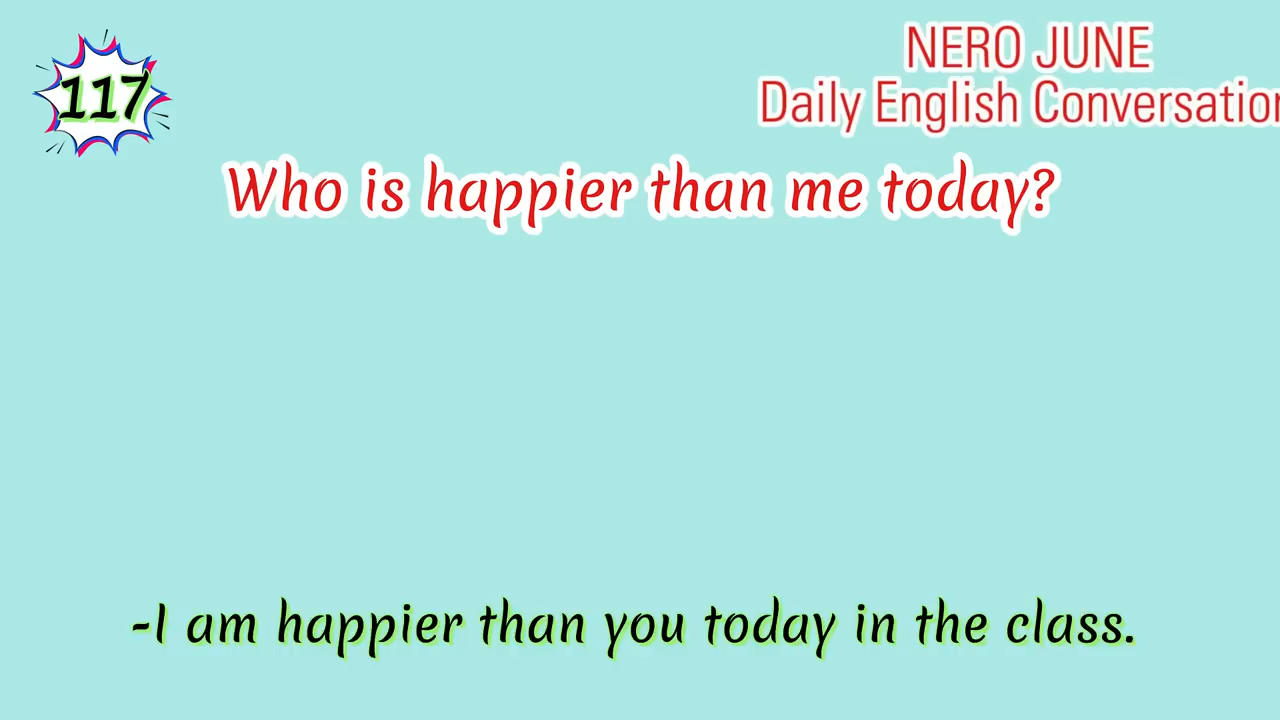 117
NERO JUNE
Daily English Conversation
Who is happier than me today?
-I am happier than you today in the class.